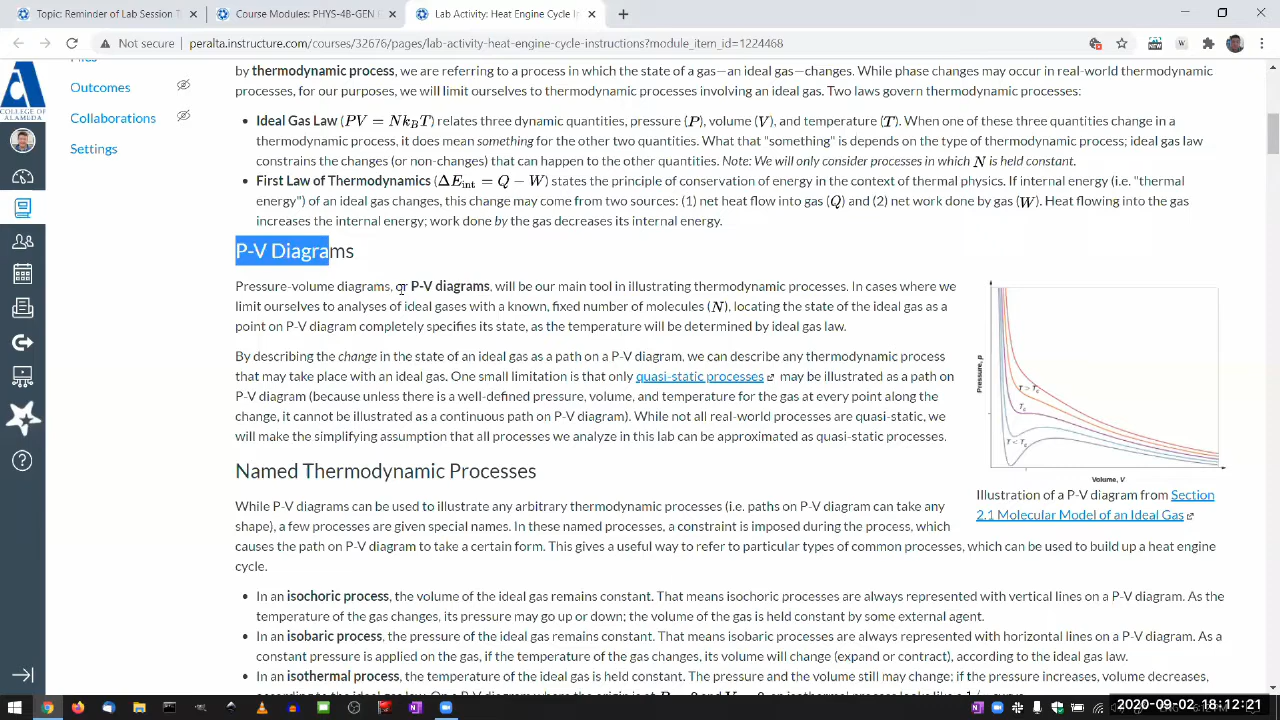 Topic: Reminder of Lab Session T
Course Modules: PHYS-4B-GEN
Lab Activity: Heat Engine Cycle I
Not secure | peralta.instructure.com/courses/32676/pages/lab-activity-heat-engine-cycle-instructions?module_item_id=1224468
COLLEGE OF ALAMEDA
Files
Outcomes
Collaborations
Settings
by thermodynamic process, we are referring to a process in which the state of a gas—an ideal gas—changes. While phase changes may occur in real-world thermodynamic
processes, for our purposes, we will limit ourselves to thermodynamic processes involving an ideal gas. Two laws govern thermodynamic processes:
• Ideal Gas Law (PV = Nk_BT) relates three dynamic quantities, pressure (P), volume (V), and temperature (T). When one of these three quantities change in a
thermodynamic process, it does mean something for the other two quantities. What that "something" is depends on the type of thermodynamic process; ideal gas law
constrains the changes (or non-changes) that can happen to the other quantities. Note: We will only consider processes in which N is held constant.
• First Law of Thermodynamics (ΔE_int = Q − W) states the principle of conservation of energy in the context of thermal physics. If internal energy (i.e. "thermal
energy") of an ideal gas changes, this change may come from two sources: (1) net heat flow into gas (Q) and (2) net work done by gas (W). Heat flowing into the gas
increases the internal energy; work done by the gas decreases its internal energy.
P-V Diagrams
Pressure-volume diagrams, or P-V diagrams, will be our main tool in illustrating thermodynamic processes. In cases where we
limit ourselves to analyses of ideal gases with a known, fixed number of molecules (N), locating the state of the ideal gas as a
point on P-V diagram completely specifies its state, as the temperature will be determined by ideal gas law.
By describing the change in the state of an ideal gas as a path on a P-V diagram, we can describe any thermodynamic process
that may take place with an ideal gas. One small limitation is that only quasi-static processes may be illustrated as a path on
P-V diagram (because unless there is a well-defined pressure, volume, and temperature for the gas at every point along the
change, it cannot be illustrated as a continuous path on P-V diagram). While not all real-world processes are quasi-static, we
will make the simplifying assumption that all processes we analyze in this lab can be approximated as quasi-static processes.
Pressure, p
T > Tc
Tc
T < Tc
Volume, V
Illustration of a P-V diagram from Section
2.1 Molecular Model of an Ideal Gas
Named Thermodynamic Processes
While P-V diagrams can be used to illustrate any arbitrary thermodynamic processes (i.e. paths on P-V diagram can take any
shape), a few processes are given special names. In these named processes, a constraint is imposed during the process, which
causes the path on P-V diagram to take a certain form. This gives a useful way to refer to particular types of common processes, which can be used to build up a heat engine
cycle.
• In an isochoric process, the volume of the ideal gas remains constant. That means isochoric processes are always represented with vertical lines on a P-V diagram. As the
temperature of the gas changes, its pressure may go up or down; the volume of the gas is held constant by some external agent.
• In an isobaric process, the pressure of the ideal gas remains constant. That means isobaric processes are always represented with horizontal lines on a P-V diagram. As a
constant pressure is applied on the gas, if the temperature of the gas changes, its volume will change (expand or contract), according to the ideal gas law.
• In an isothermal process, the temperature of the ideal gas is held constant. The pressure and the volume still may change: if the pressure increases, volume decreases,
2020-09-02 18:12:21